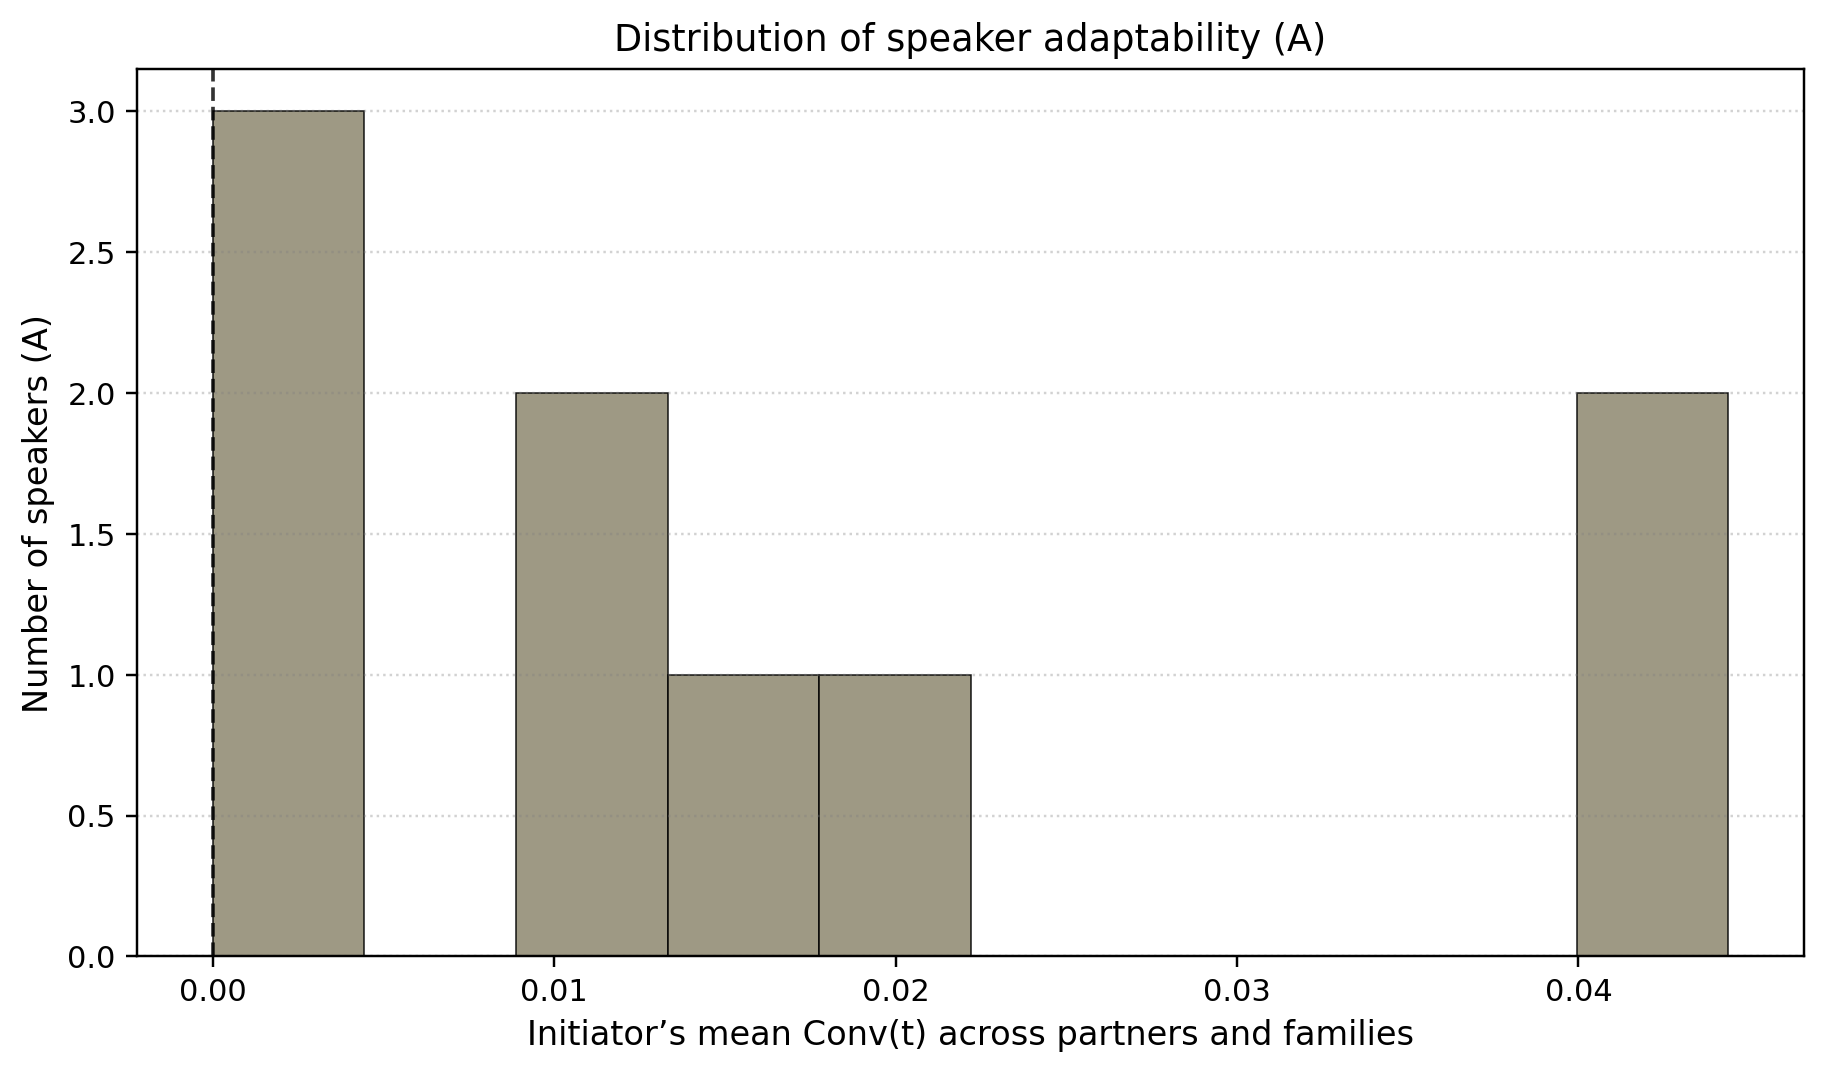 Distribution of speaker adaptability (A)
Number of speakers (A)
3.0
2.5
2.0
1.5
1.0
0.5
0.0
0.00 0.01 0.02 0.03 0.04
Initiator’s mean Conv(t) across partners and families